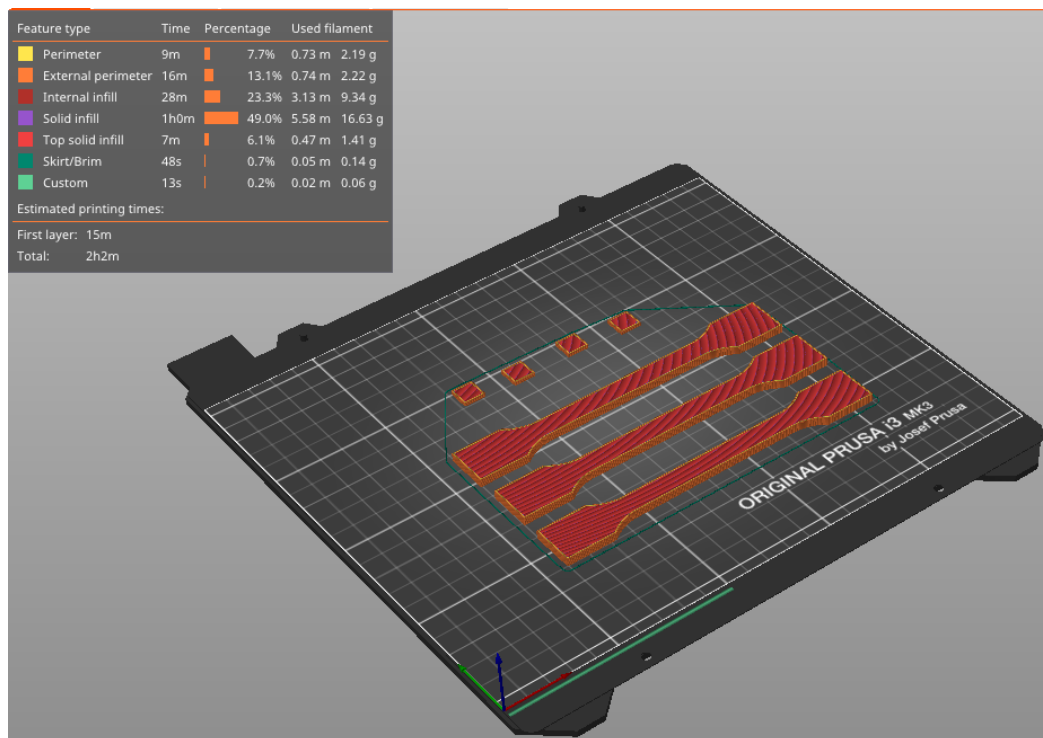 Feature type Time Percentage Used filament
Perimeter 9m 7.7% 0.73 m 2.19 g
External perimeter 16m 13.1% 0.74 m 2.22 g
Internal infill 28m 23.3% 3.13 m 9.34 g
Solid infill 1h0m 49.0% 5.58 m 16.63 g
Top solid infill 7m 6.1% 0.47 m 1.41 g
Skirt/Brim 48s 0.7% 0.05 m 0.14 g
Custom 13s 0.2% 0.02 m 0.06 g
Estimated printing times:
First layer: 15m
Total: 2h2m
ORIGINAL PRUSA i3 MK3
by Josef Prusa